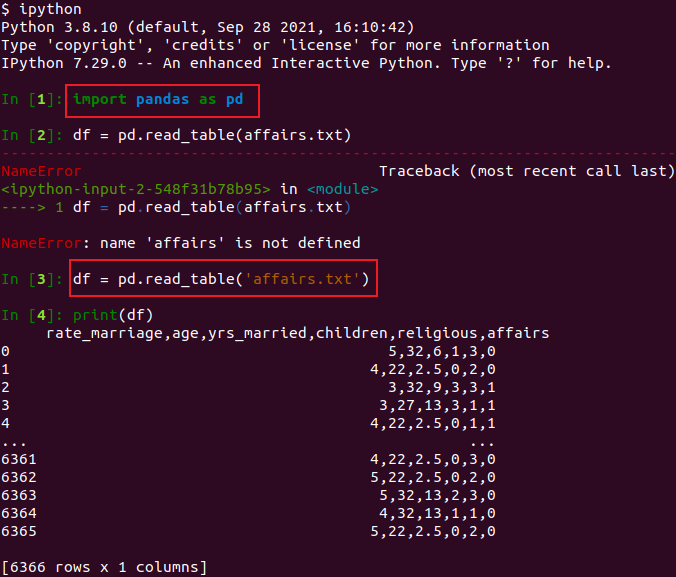 $ ipython
Python 3.8.10 (default, Sep 28 2021, 16:10:42)
Type 'copyright', 'credits' or 'license' for more information
IPython 7.29.0 -- An enhanced Interactive Python. Type '?' for help.
In [1]: import pandas as pd
In [2]: df = pd.read_table(affairs.txt)
---------------------------------------------------------------------------
NameError                                 Traceback (most recent call last)
<ipython-input-2-548f31b78b95> in <module>
----> 1 df = pd.read_table(affairs.txt)
NameError: name 'affairs' is not defined
In [3]: df = pd.read_table('affairs.txt')
In [4]: print(df)
     rate_marriage,age,yrs_married,children,religious,affairs
0                                          5,32,6,1,3,0
1                                        4,22,2.5,0,2,0
2                                          3,32,9,3,3,1
3                                         3,27,13,3,1,1
4                                        4,22,2.5,0,1,1
...                                                 ...
6361                                     4,22,2.5,0,3,0
6362                                     5,22,2.5,0,2,0
6363                                      5,32,13,2,3,0
6364                                      4,32,13,1,1,0
6365                                     5,22,2.5,0,2,0
[6366 rows x 1 columns]